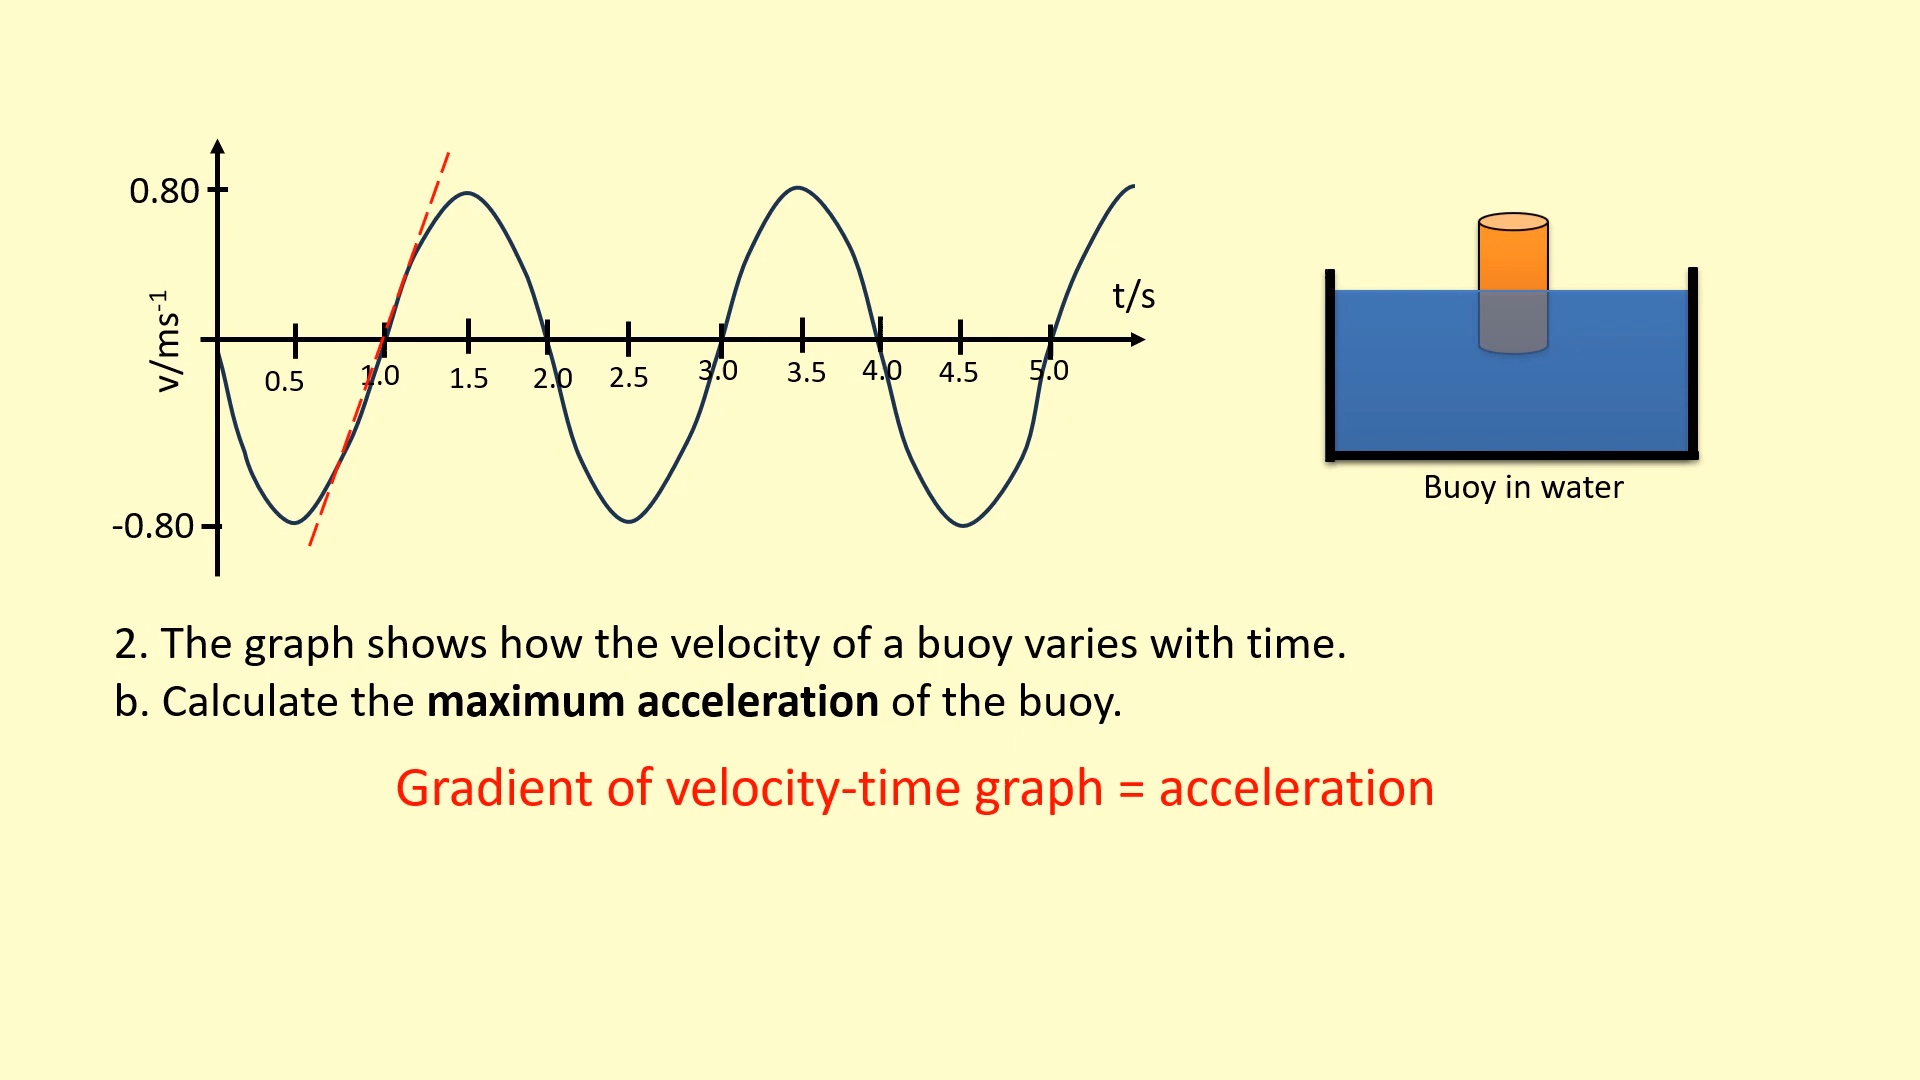 0.80
t/s
v/ms⁻¹
0.5 1.0 1.5 2.0 2.5 3.0 3.5 4.0 4.5 5.0
-0.80
Buoy in water
2. The graph shows how the velocity of a buoy varies with time.
b. Calculate the maximum acceleration of the buoy.
Gradient of velocity-time graph = acceleration